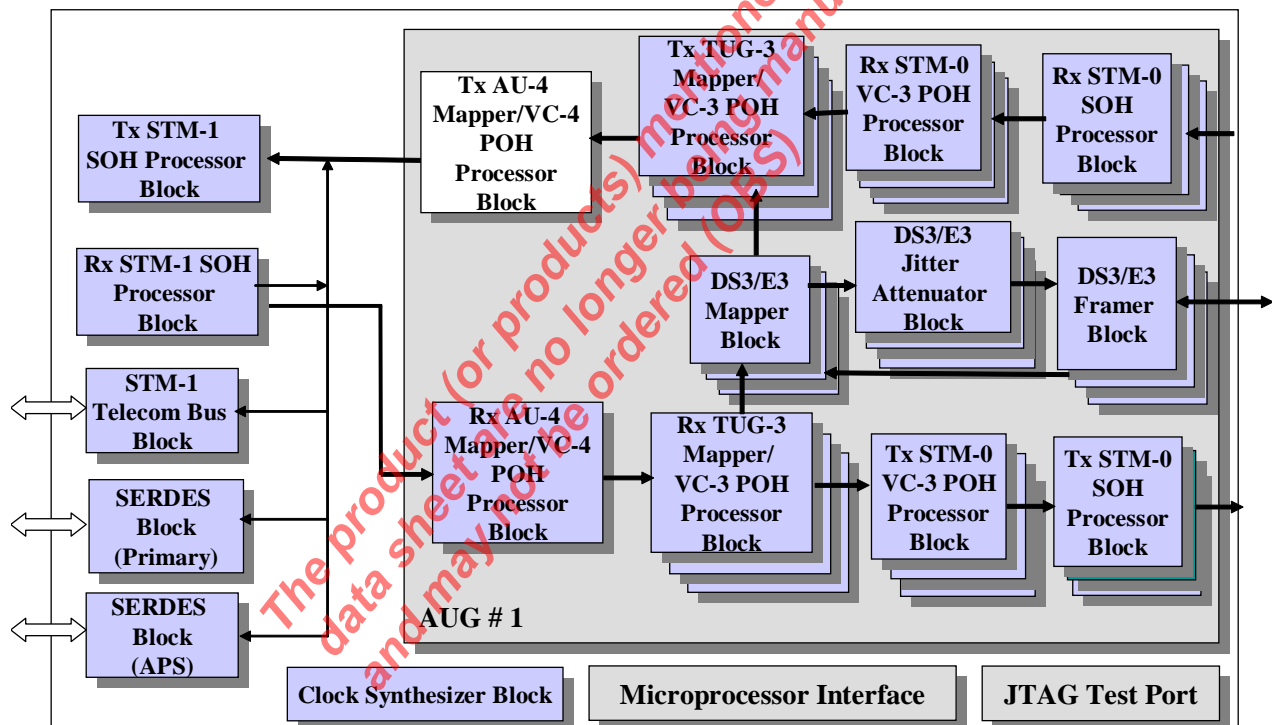 Tx TUG-3
Mapper/
VC-3 POH
Processor
Block
Rx STM-0
VC-3 POH
Processor
Block
Rx STM-0
SOH
Processor
Block
Tx AU-4
Mapper/VC-4
POH
Processor
Block
Tx STM-1
SOH Processor
Block
Rx STM-1 SOH
Processor
Block
DS3/E3
Mapper
Block
DS3/E3
Jitter
Attenuator
Block
DS3/E3
Framer
Block
STM-1
Telecom Bus
Block
Rx AU-4
Mapper/VC-4
POH
Processor
Block
Rx TUG-3
Mapper/
VC-3 POH
Processor
Block
Tx STM-0
VC-3 POH
Processor
Block
Tx STM-0
SOH
Processor
Block
SERDES
Block
(Primary)
SERDES
Block
(APS)
AUG # 1
Clock Synthesizer Block
Microprocessor Interface
JTAG Test Port
The product (or products)
data sheet are no longer being
and may not be ordered (OBS)